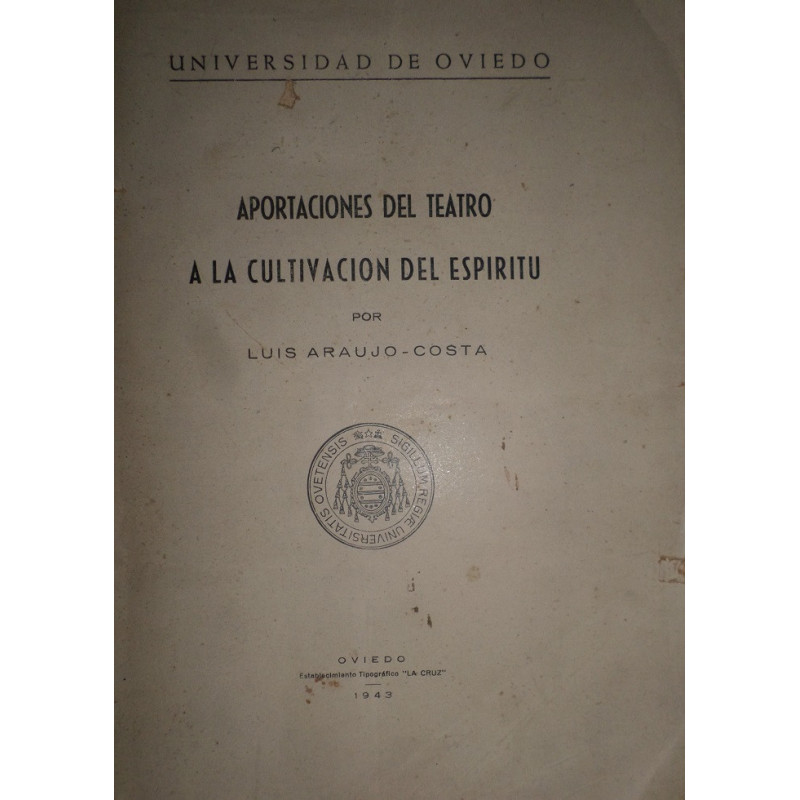 UNIVERSIDAD DE OVIEDO
APORTACIONES DEL TEATRO
A LA CULTIVACION DEL ESPIRITU
POR
LUIS ARAUJO-COSTA
SIGILLUM REGIÆ UNIVERSITATIS OVETENSIS
OVIEDO
Establecimiento Tipográfico "LA CRUZ"
1943